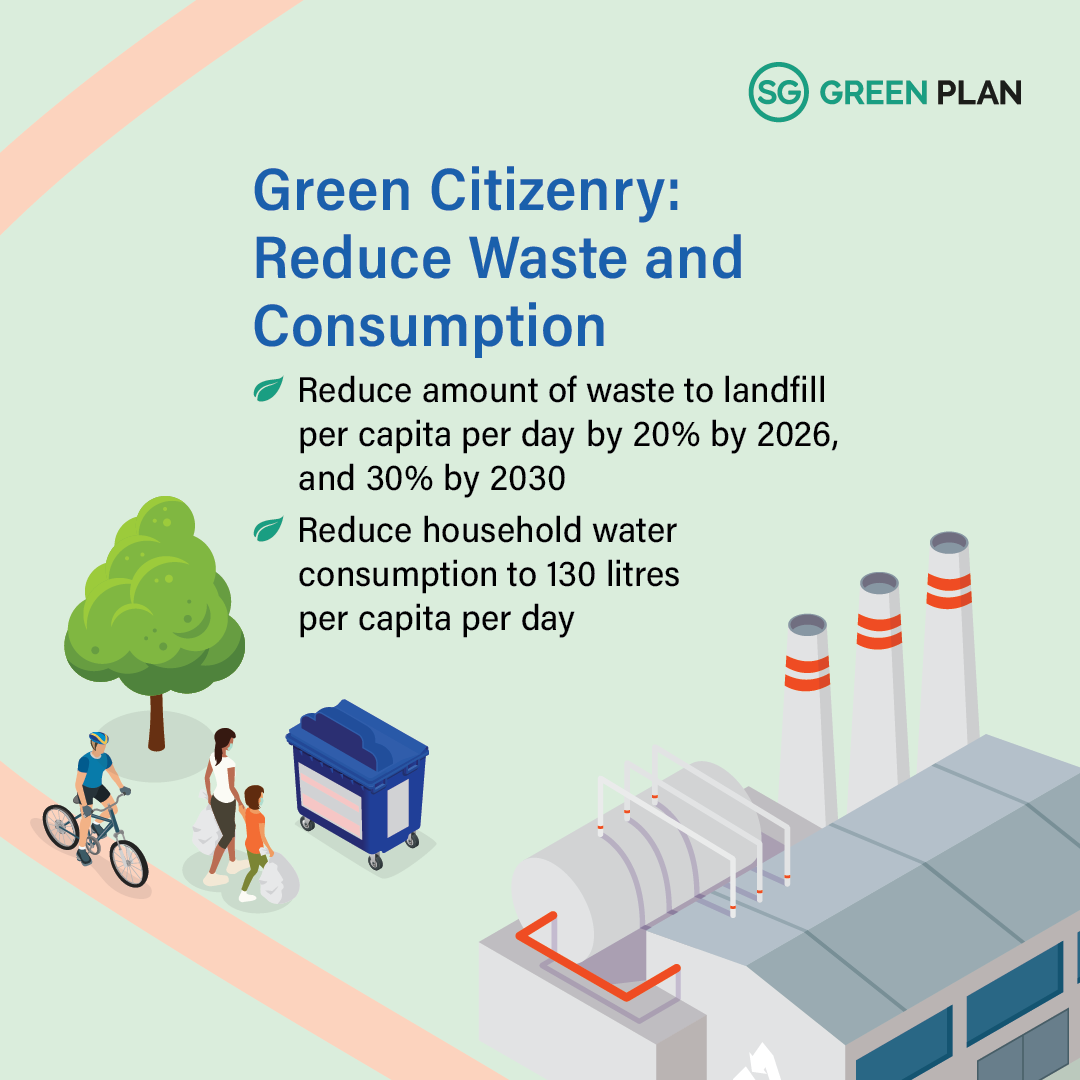 SG GREEN PLAN
Green Citizenry:
Reduce Waste and
Consumption
Reduce amount of waste to landfill
per capita per day by 20% by 2026,
and 30% by 2030
Reduce household water
consumption to 130 litres
per capita per day